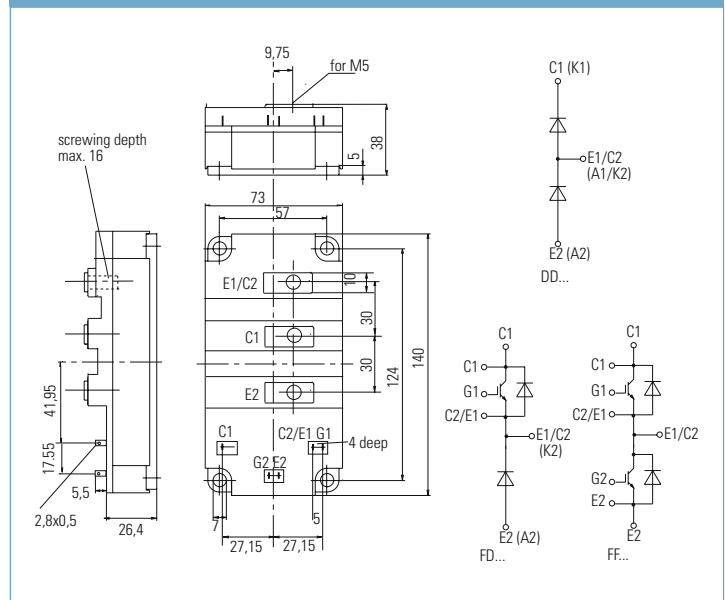 9,75
for M5
38
5
screwing depth
max. 16
73
57
E1/C2
10
30
C1
30
E2
124
140
41,95
17.55
C1
C2/E1 G1
4 deep
G2 E2
5,5
2,8x0,5
26,4
7
5
27,15
27,15
C1 (K1)
E1/C2
(A1/K2)
E2 (A2)
DD...
C1
C1
G1
C2/E1
E1/C2
(K2)
E2 (A2)
FD...
C1
C1
G1
C2/E1
E1/C2
G2
E2
E2
FF...